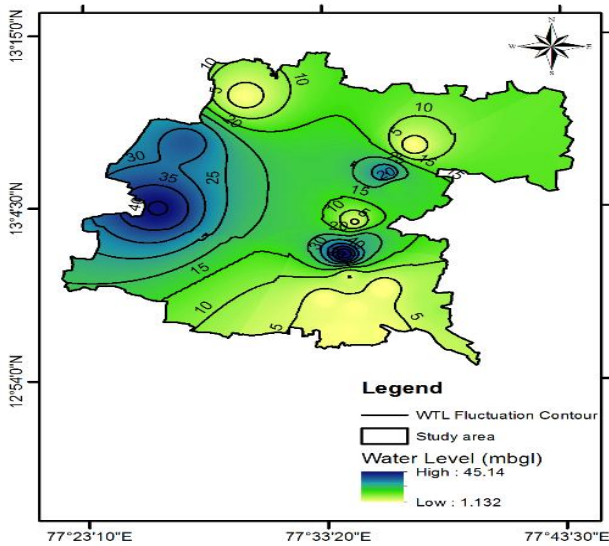 13°15'0"N
13°4'30"N
12°54'0"N
N
W
E
S
10
5
10
20
10
5
15
15
20
15
30
35
25
10
20
30
15
10
5
5
Legend
WTL Fluctuation Contour
Study area
Water Level (mbgl)
High : 45.14
Low : 1.132
77°23'10"E
77°33'20"E
77°43'30"E